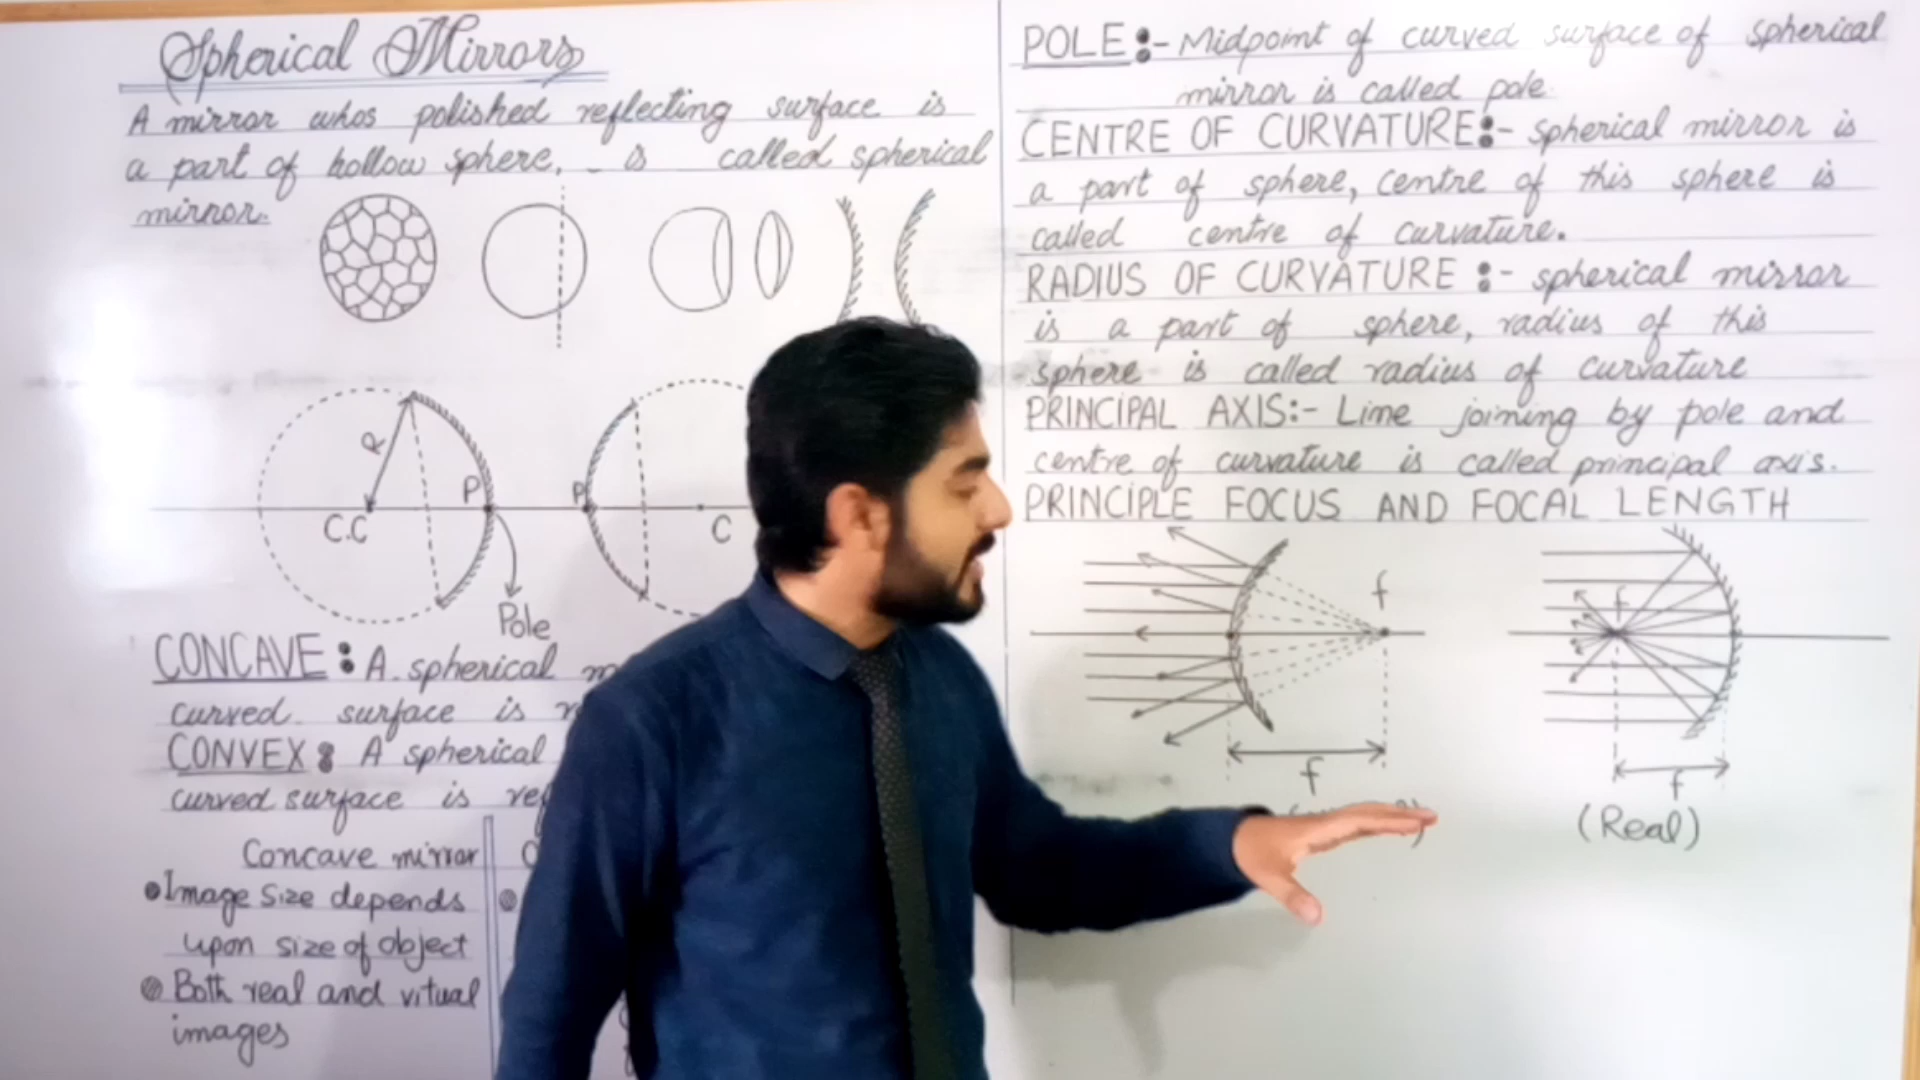 Spherical Mirrors
A mirror whos polished reflecting surface is
a part of hollow sphere, is called spherical
mirror.
R
C.C
P
Pole
P
C
CONCAVE: A spherical
curved surface is
CONVEX: A spherical
curved surface is
Concave mirror
Image size depends
upon size of object
Both real and vitual
images
POLE:- Midpoint of curved surface of spherical
mirror is called pole.
CENTRE OF CURVATURE:- spherical mirror is
a part of sphere, centre of this sphere is
called centre of curvature.
RADIUS OF CURVATURE :- spherical mirror
is a part of sphere, radius of this
sphere is called radius of curvature
PRINCIPAL AXIS:- Line joining by pole and
centre of curvature is called principal axis.
PRINCIPLE FOCUS AND FOCAL LENGTH
f
f
f
f
(Real)